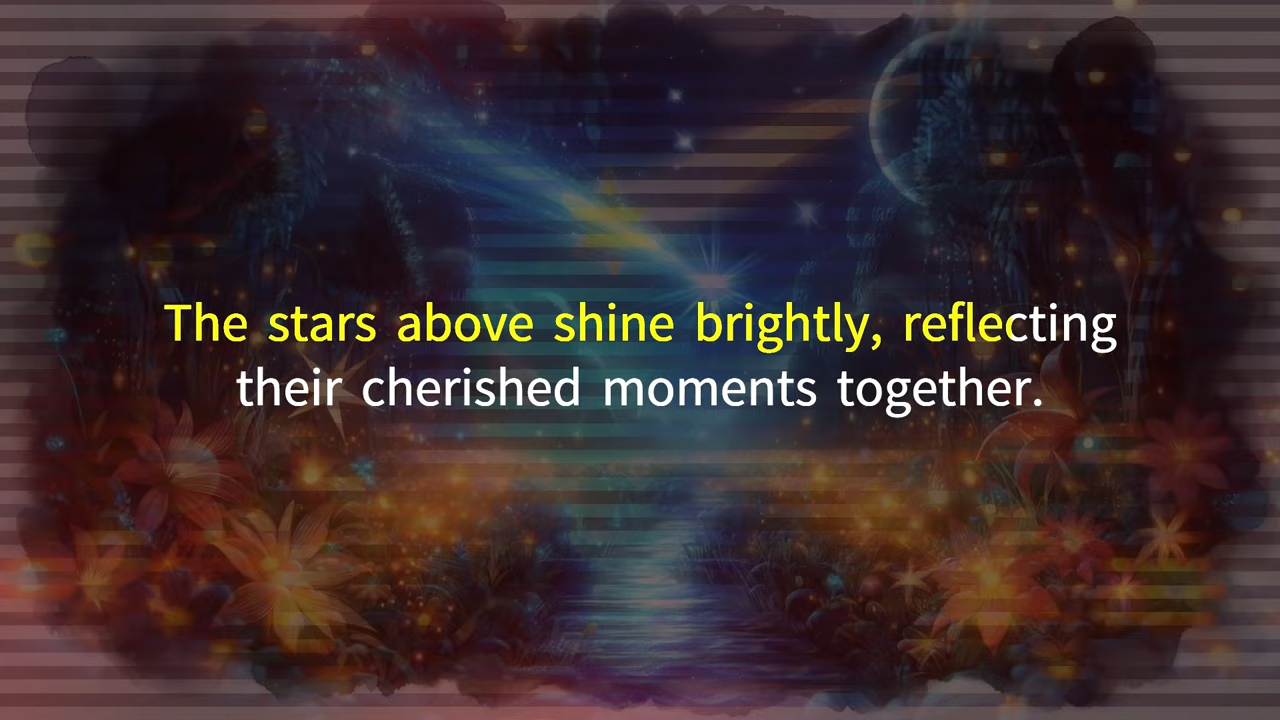 The stars above shine brightly, reflecting
their cherished moments together.